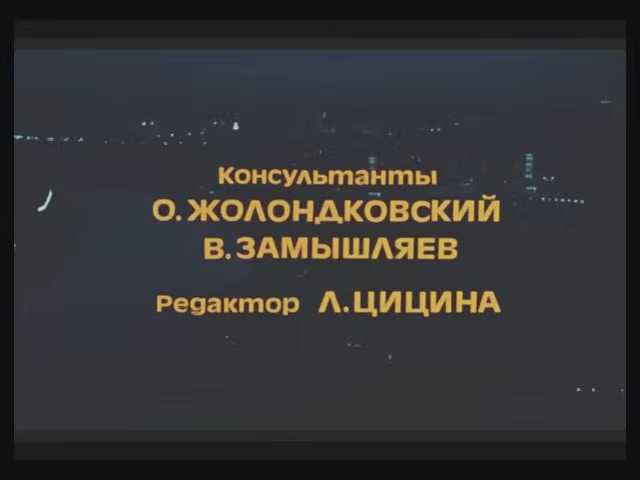 Консультанты
О. ЖОЛОНДКОВСКИЙ
В. ЗАМЫШЛЯЕВ
Редактор Л. ЦИЦИНА